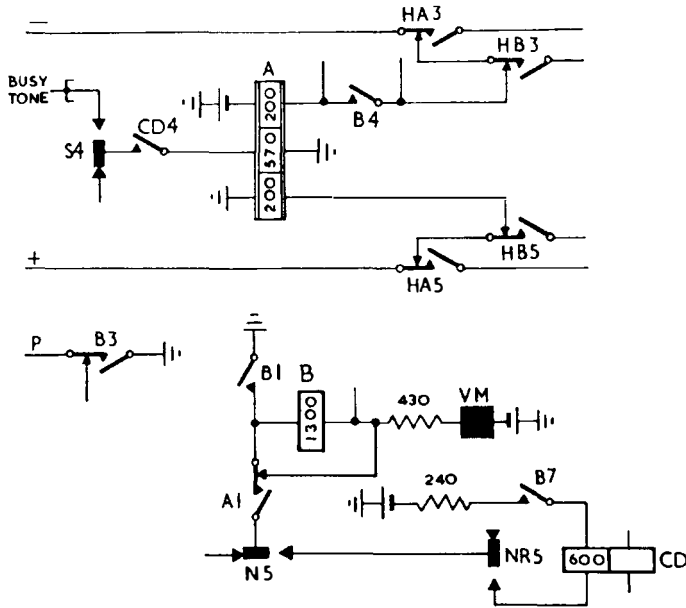 −
HA3
HB3
A
BUSY
TONE
200
B4
CD4
S4
570
200
HB5
+
HA5
P
B3
B1
B
1300
430
VM
240
B7
A1
N5
NR5
600
CD